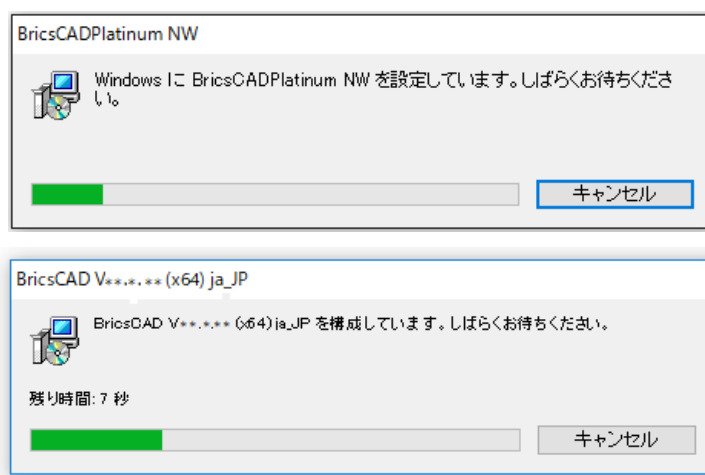 BricsCADPlatinum NW
Windows に BricsCADPlatinum NW を設定しています。しばらくお待ちくださ
い。
キャンセル
BricsCAD V**.*.** (x64) ja_JP
BricsCAD V**.*.** (x64) ja_JP を構成しています。しばらくお待ちください。
残り時間: 7 秒
キャンセル